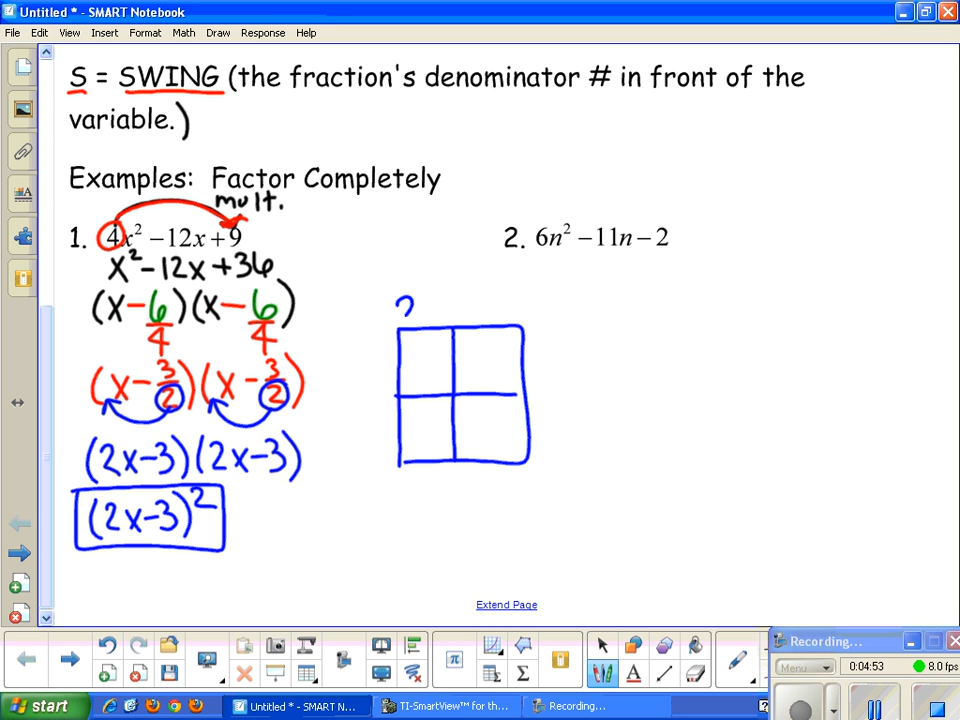 Untitled * - SMART Notebook
File Edit View Insert Format Math Draw Response Help
S = SWING (the fraction's denominator # in front of the
variable.)
Examples: Factor Completely
mult.
1. 4x² − 12x + 9
2. 6n² − 11n − 2
x² − 12x + 36
(x − 6/4)(x − 6/4)
(x − 3/2)(x − 3/2)
(2x−3)(2x−3)
(2x−3)²
2
Extend Page
Recording...
Menu
0:04:53
8.0 fps
start
Untitled * - SMART N...
TI-SmartView™ for th...
Recording...